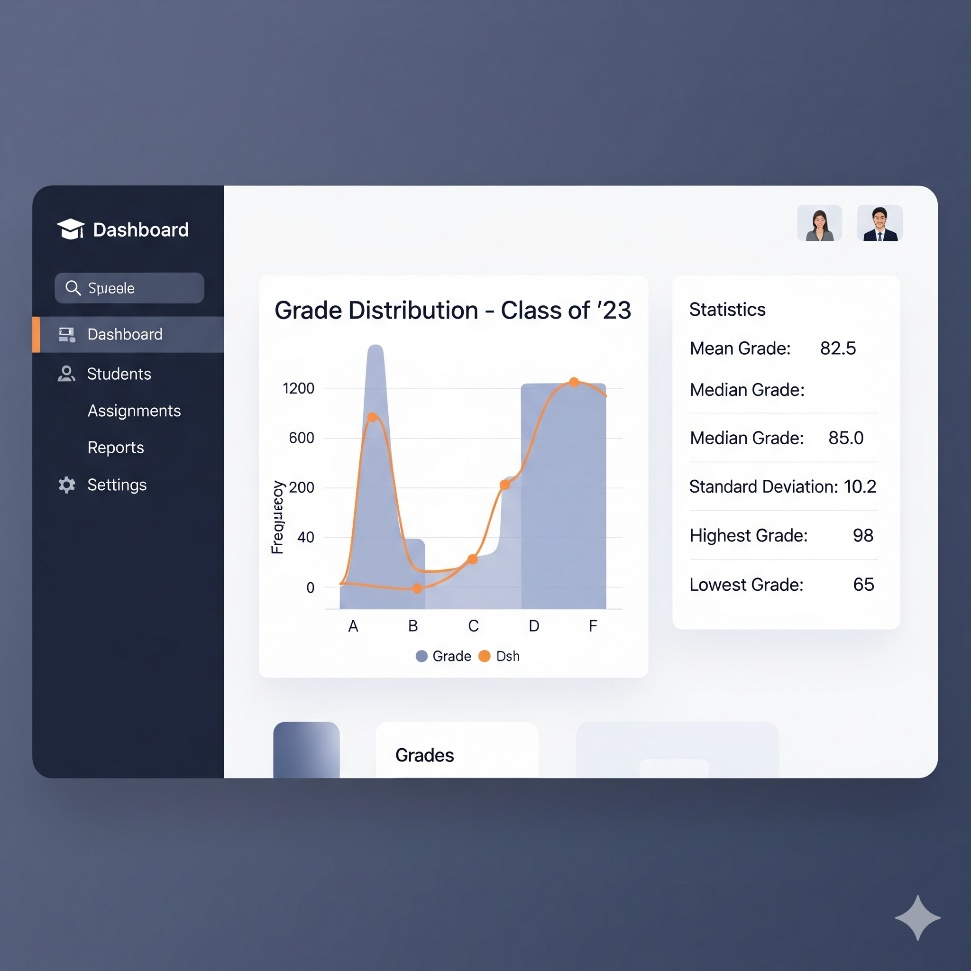 Dashboard
Spueele
Dashboard
Students
Assignments
Reports
Settings
Grade Distribution - Class of '23
1200
600
200
40
0
A B C D F
Grade Dsh
Statistics
Mean Grade: 82.5
Median Grade:
Median Grade: 85.0
Standard Deviation: 10.2
Highest Grade: 98
Lowest Grade: 65
Grades